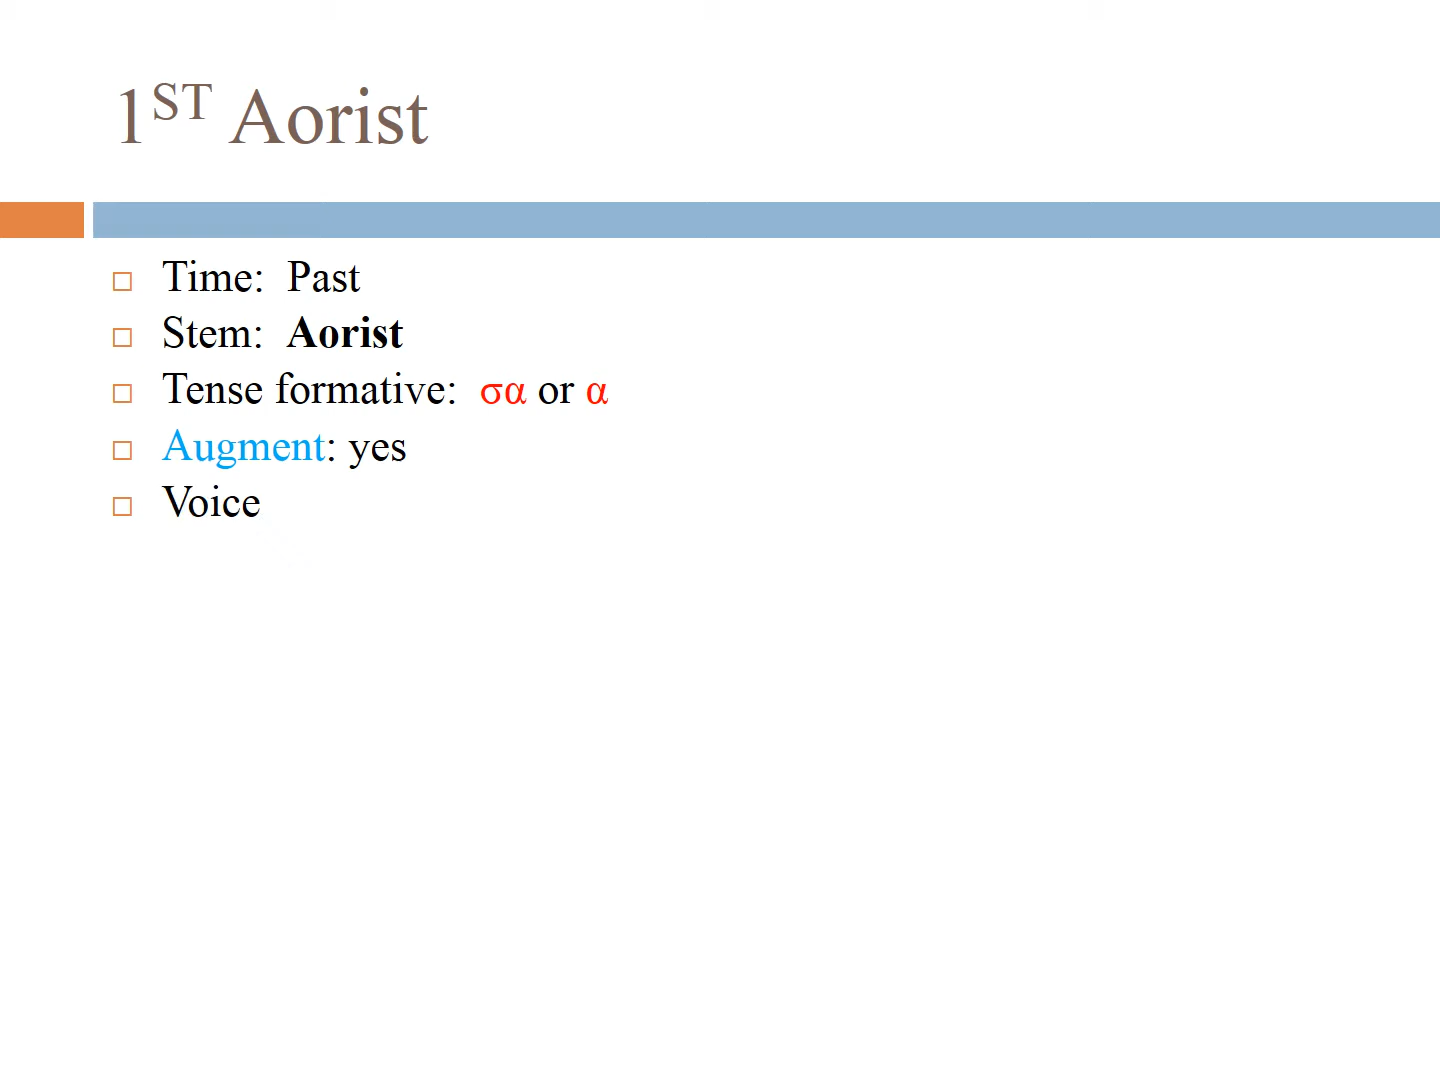 1ST Aorist
Time: Past
Stem: Aorist
Tense formative: σα or α
Augment: yes
Voice